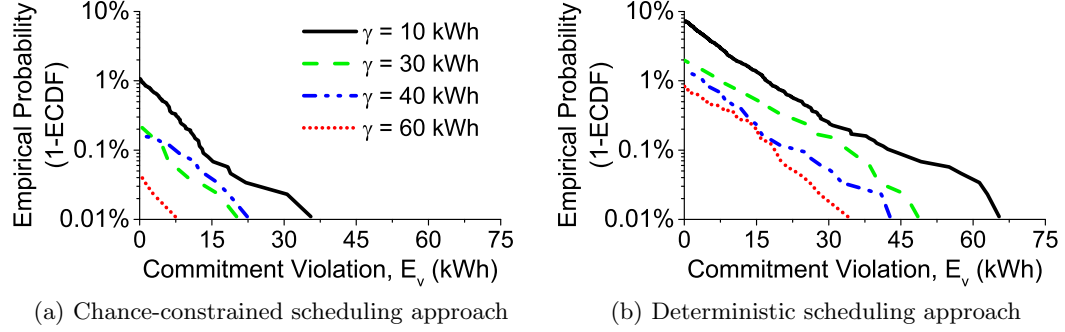 Empirical Probability
(1-ECDF)
10%
1%
0.1%
0.01%
γ = 10 kWh
γ = 30 kWh
γ = 40 kWh
γ = 60 kWh
0 15 30 45 60 75
Commitment Violation, Ev (kWh)
(a) Chance-constrained scheduling approach
Empirical Probability
(1-ECDF)
10%
1%
0.1%
0.01%
0 15 30 45 60 75
Commitment Violation, Ev (kWh)
(b) Deterministic scheduling approach